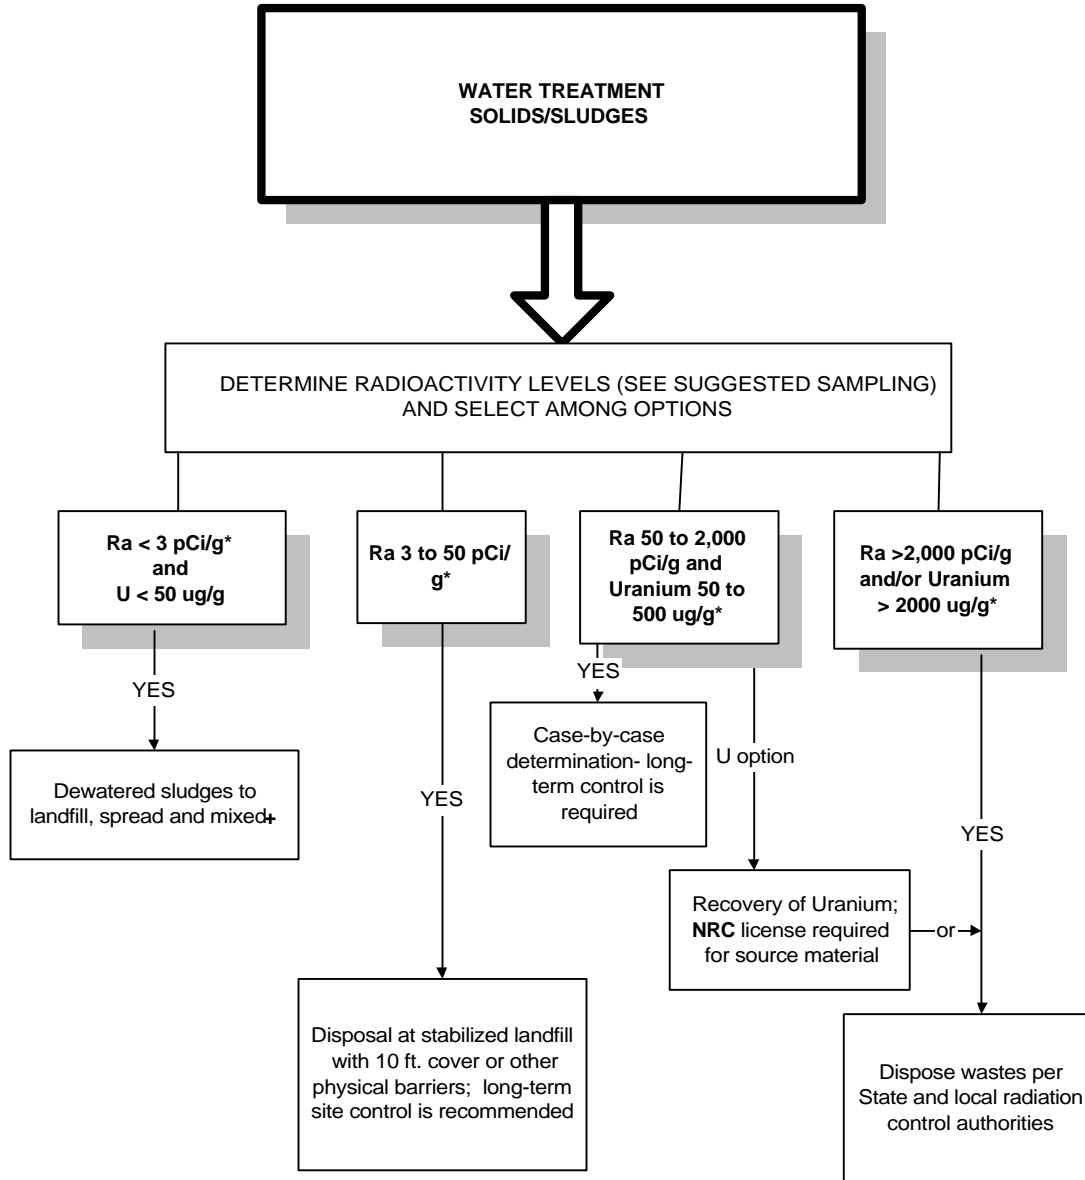 WATER TREATMENT
SOLIDS/SLUDGES
DETERMINE RADIOACTIVITY LEVELS (SEE SUGGESTED SAMPLING)
AND SELECT AMONG OPTIONS
Ra < 3 pCi/g*
and
U < 50 ug/g
Ra 3 to 50 pCi/
g*
Ra 50 to 2,000
pCi/g and
Uranium 50 to
500 ug/g*
Ra >2,000 pCi/g
and/or Uranium
> 2000 ug/g*
YES
Dewatered sludges to
landfill, spread and mixed+
YES
Disposal at stabilized landfill
with 10 ft. cover or other
physical barriers; long-term
site control is recommended
YES
Case-by-case
determination- long-
term control is
required
U option
Recovery of Uranium;
NRC license required
for source material
or
YES
Dispose wastes per
State and local radiation
control authorities